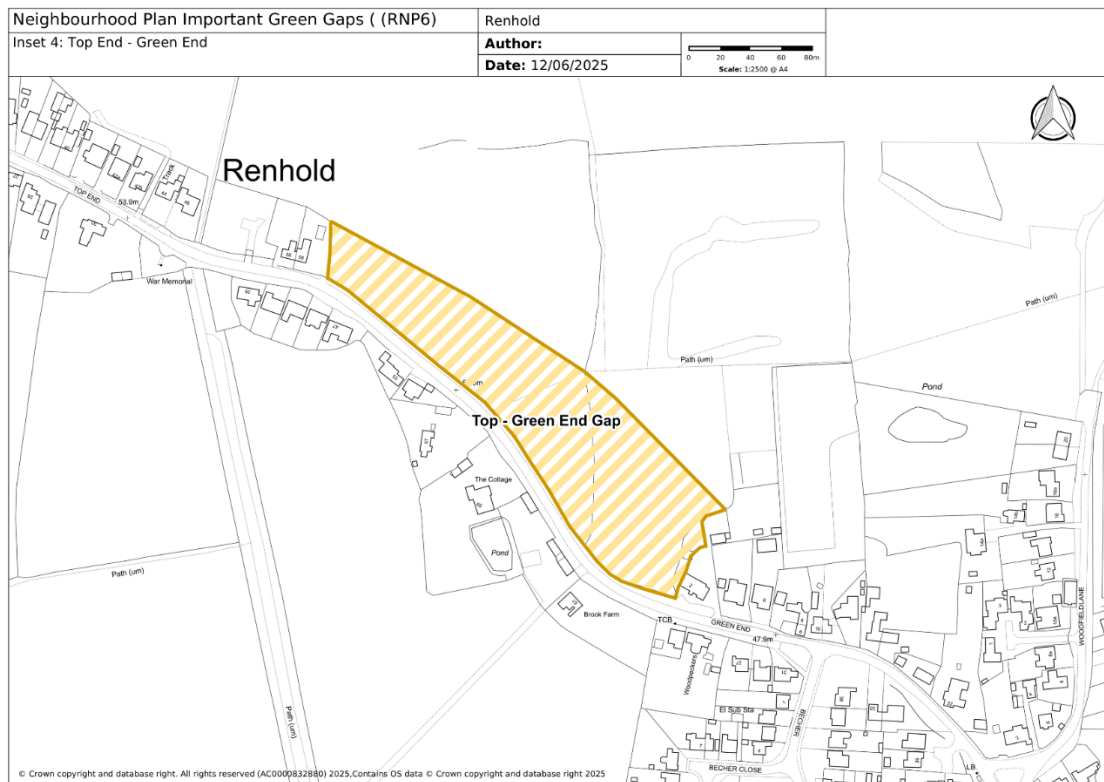 Neighbourhood Plan Important Green Gaps ( (RNP6)
Renhold
Inset 4: Top End - Green End
Author:
Date: 12/06/2025
0 20 40 60 80m
Scale: 1:2500 @ A4
Renhold
Track
TOP END
53.9m
War Memorial
Path (um)
Path (um)
Pond
Top - Green End Gap
The Cottage
Pond
Path (um)
Brook Farm
TCB
GREEN END
47.9m
WOODFIELD LANE
Woodpeckers
El Sub Sta
BECHER
Path (um)
BECHER CLOSE
LB
© Crown copyright and database right. All rights reserved (AC0000832880) 2025,Contains OS data © Crown copyright and database right 2025